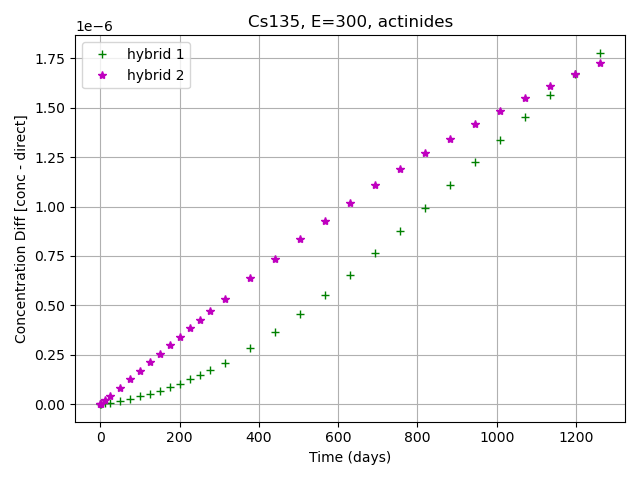 Cs135, E=300, actinides
1e−6
hybrid 1
hybrid 2
1.75
1.50
1.25
1.00
0.75
0.50
0.25
0.00
Concentration Diff [conc - direct]
0 200 400 600 800 1000 1200
Time (days)